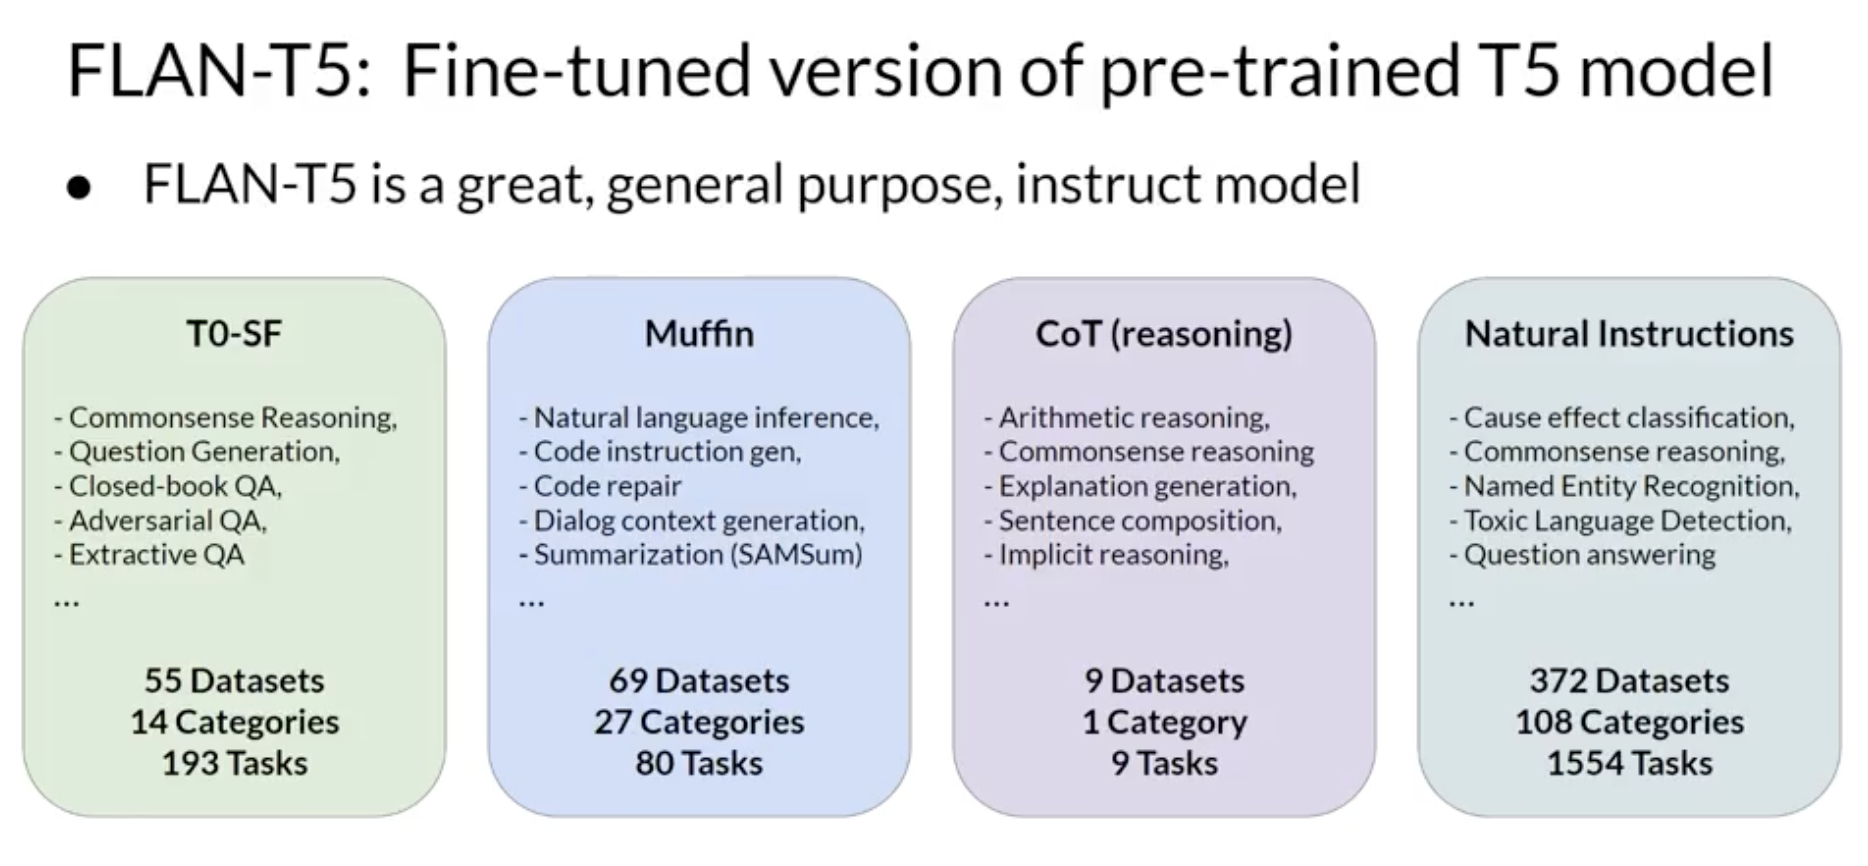 FLAN-T5: Fine-tuned version of pre-trained T5 model
● FLAN-T5 is a great, general purpose, instruct model
T0-SF
- Commonsense Reasoning,
- Question Generation,
- Closed-book QA,
- Adversarial QA,
- Extractive QA
...
55 Datasets
14 Categories
193 Tasks
Muffin
- Natural language inference,
- Code instruction gen,
- Code repair
- Dialog context generation,
- Summarization (SAMSum)
...
69 Datasets
27 Categories
80 Tasks
CoT (reasoning)
- Arithmetic reasoning,
- Commonsense reasoning
- Explanation generation,
- Sentence composition,
- Implicit reasoning,
...
9 Datasets
1 Category
9 Tasks
Natural Instructions
- Cause effect classification,
- Commonsense reasoning,
- Named Entity Recognition,
- Toxic Language Detection,
- Question answering
...
372 Datasets
108 Categories
1554 Tasks